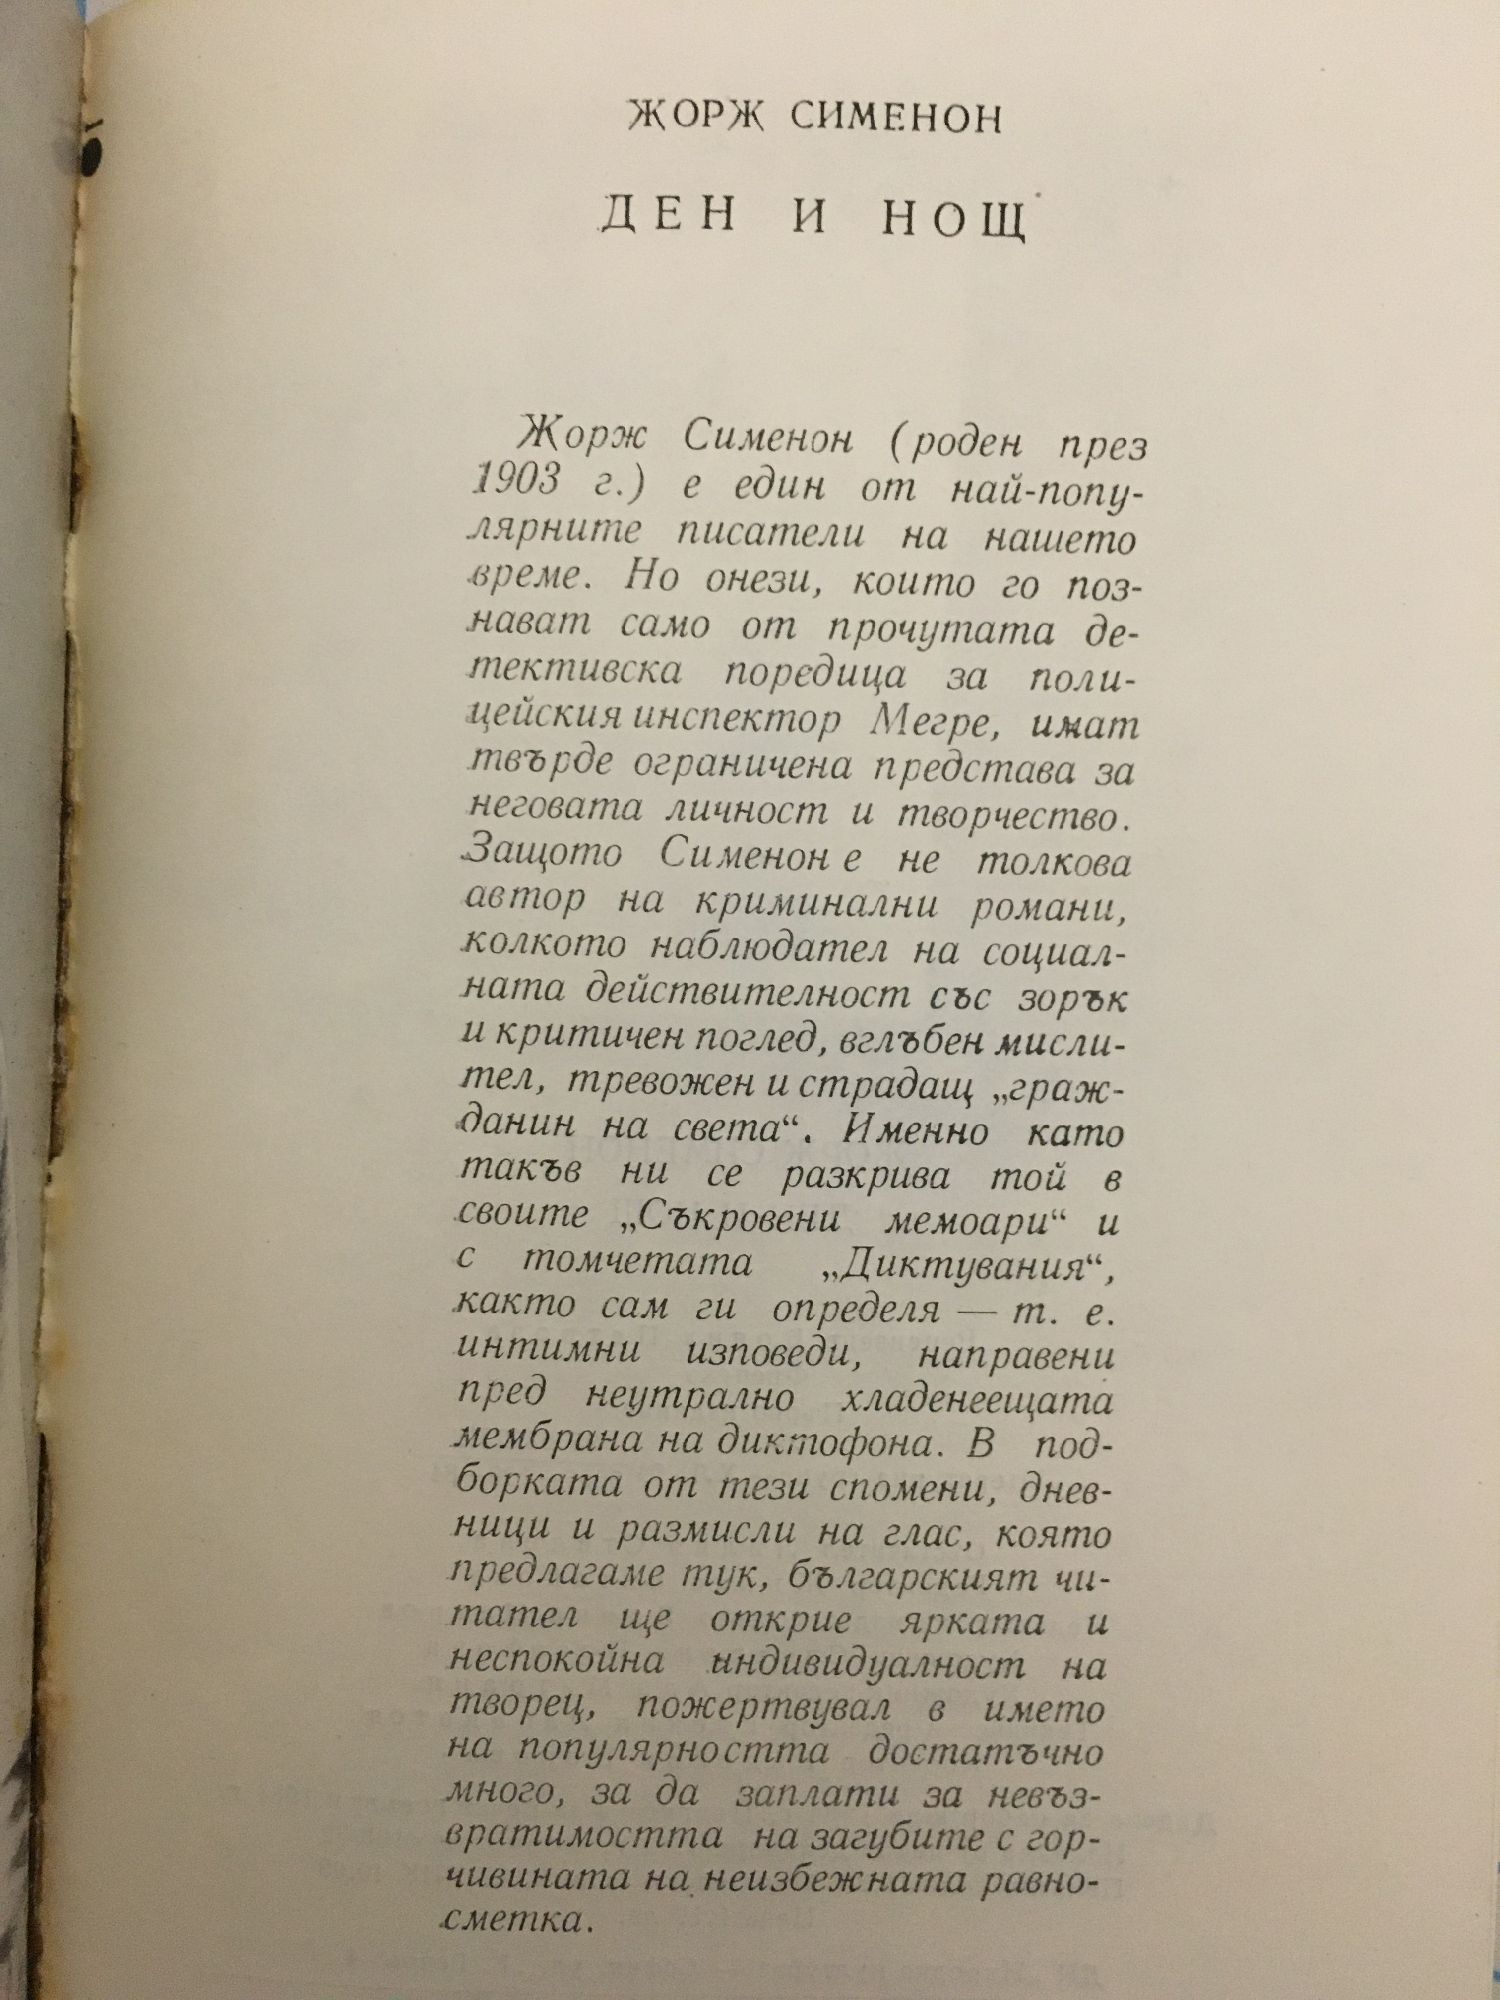 ЖОРЖ СИМЕНОН
ДЕН И НОЩ
Жорж Сименон (роден през
1903 г.) е един от най-попу-
лярните писатели на нашето
време. Но онези, които го поз-
нават само от прочутата де-
тективска поредица за поли-
цейския инспектор Мегре, имат
твърде ограничена представа за
неговата личност и творчество.
Защото Сименон е не толкова
автор на криминални романи,
колкото наблюдател на социал-
ната действителност със зорък
и критичен поглед, вглъбен мисли-
тел, тревожен и страдащ „граж-
данин на света“. Именно като
такъв ни се разкрива той в
своите „Съкровени мемоари“ и
с томчетата „Диктувания“,
както сам ги определя — т. е.
интимни изповеди, направени
пред неутрално хладенеещата
мембрана на диктофона. В под-
борката от тези спомени, днев-
ници и размисли на глас, която
предлагаме тук, българският чи-
тател ще открие ярката и
неспокойна индивидуалност на
творец, пожертвувал в името
на популярността достатъчно
много, за да заплати за невъз-
вратимостта на загубите с гор-
чивината на неизбежната равно-
сметка.